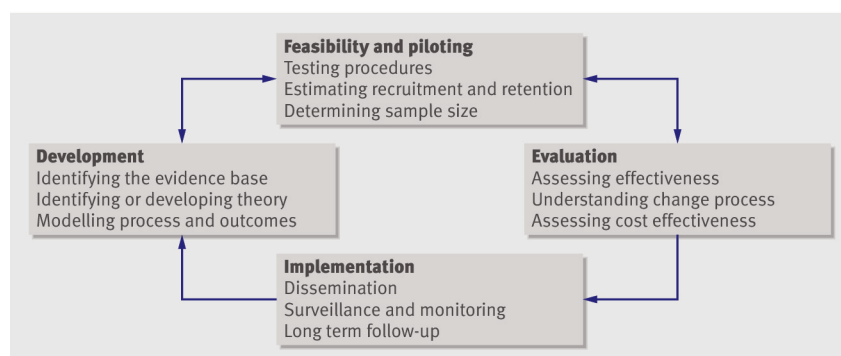 Feasibility and piloting
Testing procedures
Estimating recruitment and retention
Determining sample size
Development
Identifying the evidence base
Identifying or developing theory
Modelling process and outcomes
Evaluation
Assessing effectiveness
Understanding change process
Assessing cost effectiveness
Implementation
Dissemination
Surveillance and monitoring
Long term follow-up